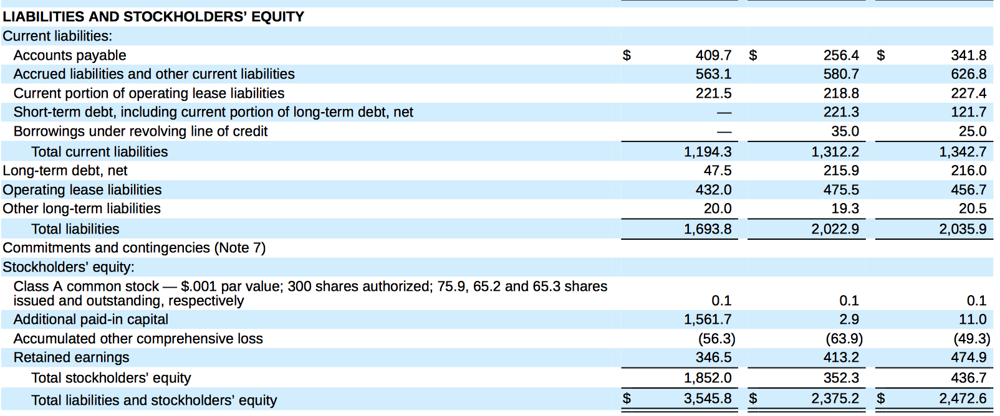 LIABILITIES AND STOCKHOLDERS’ EQUITY
Current liabilities:
Accounts payable $ 409.7 $ 256.4 $ 341.8
Accrued liabilities and other current liabilities 563.1 580.7 626.8
Current portion of operating lease liabilities 221.5 218.8 227.4
Short-term debt, including current portion of long-term debt, net — 221.3 121.7
Borrowings under revolving line of credit — 35.0 25.0
Total current liabilities 1,194.3 1,312.2 1,342.7
Long-term debt, net 47.5 215.9 216.0
Operating lease liabilities 432.0 475.5 456.7
Other long-term liabilities 20.0 19.3 20.5
Total liabilities 1,693.8 2,022.9 2,035.9
Commitments and contingencies (Note 7)
Stockholders’ equity:
Class A common stock — $.001 par value; 300 shares authorized; 75.9, 65.2 and 65.3 shares
issued and outstanding, respectively 0.1 0.1 0.1
Additional paid-in capital 1,561.7 2.9 11.0
Accumulated other comprehensive loss (56.3) (63.9) (49.3)
Retained earnings 346.5 413.2 474.9
Total stockholders’ equity 1,852.0 352.3 436.7
Total liabilities and stockholders’ equity $ 3,545.8 $ 2,375.2 $ 2,472.6